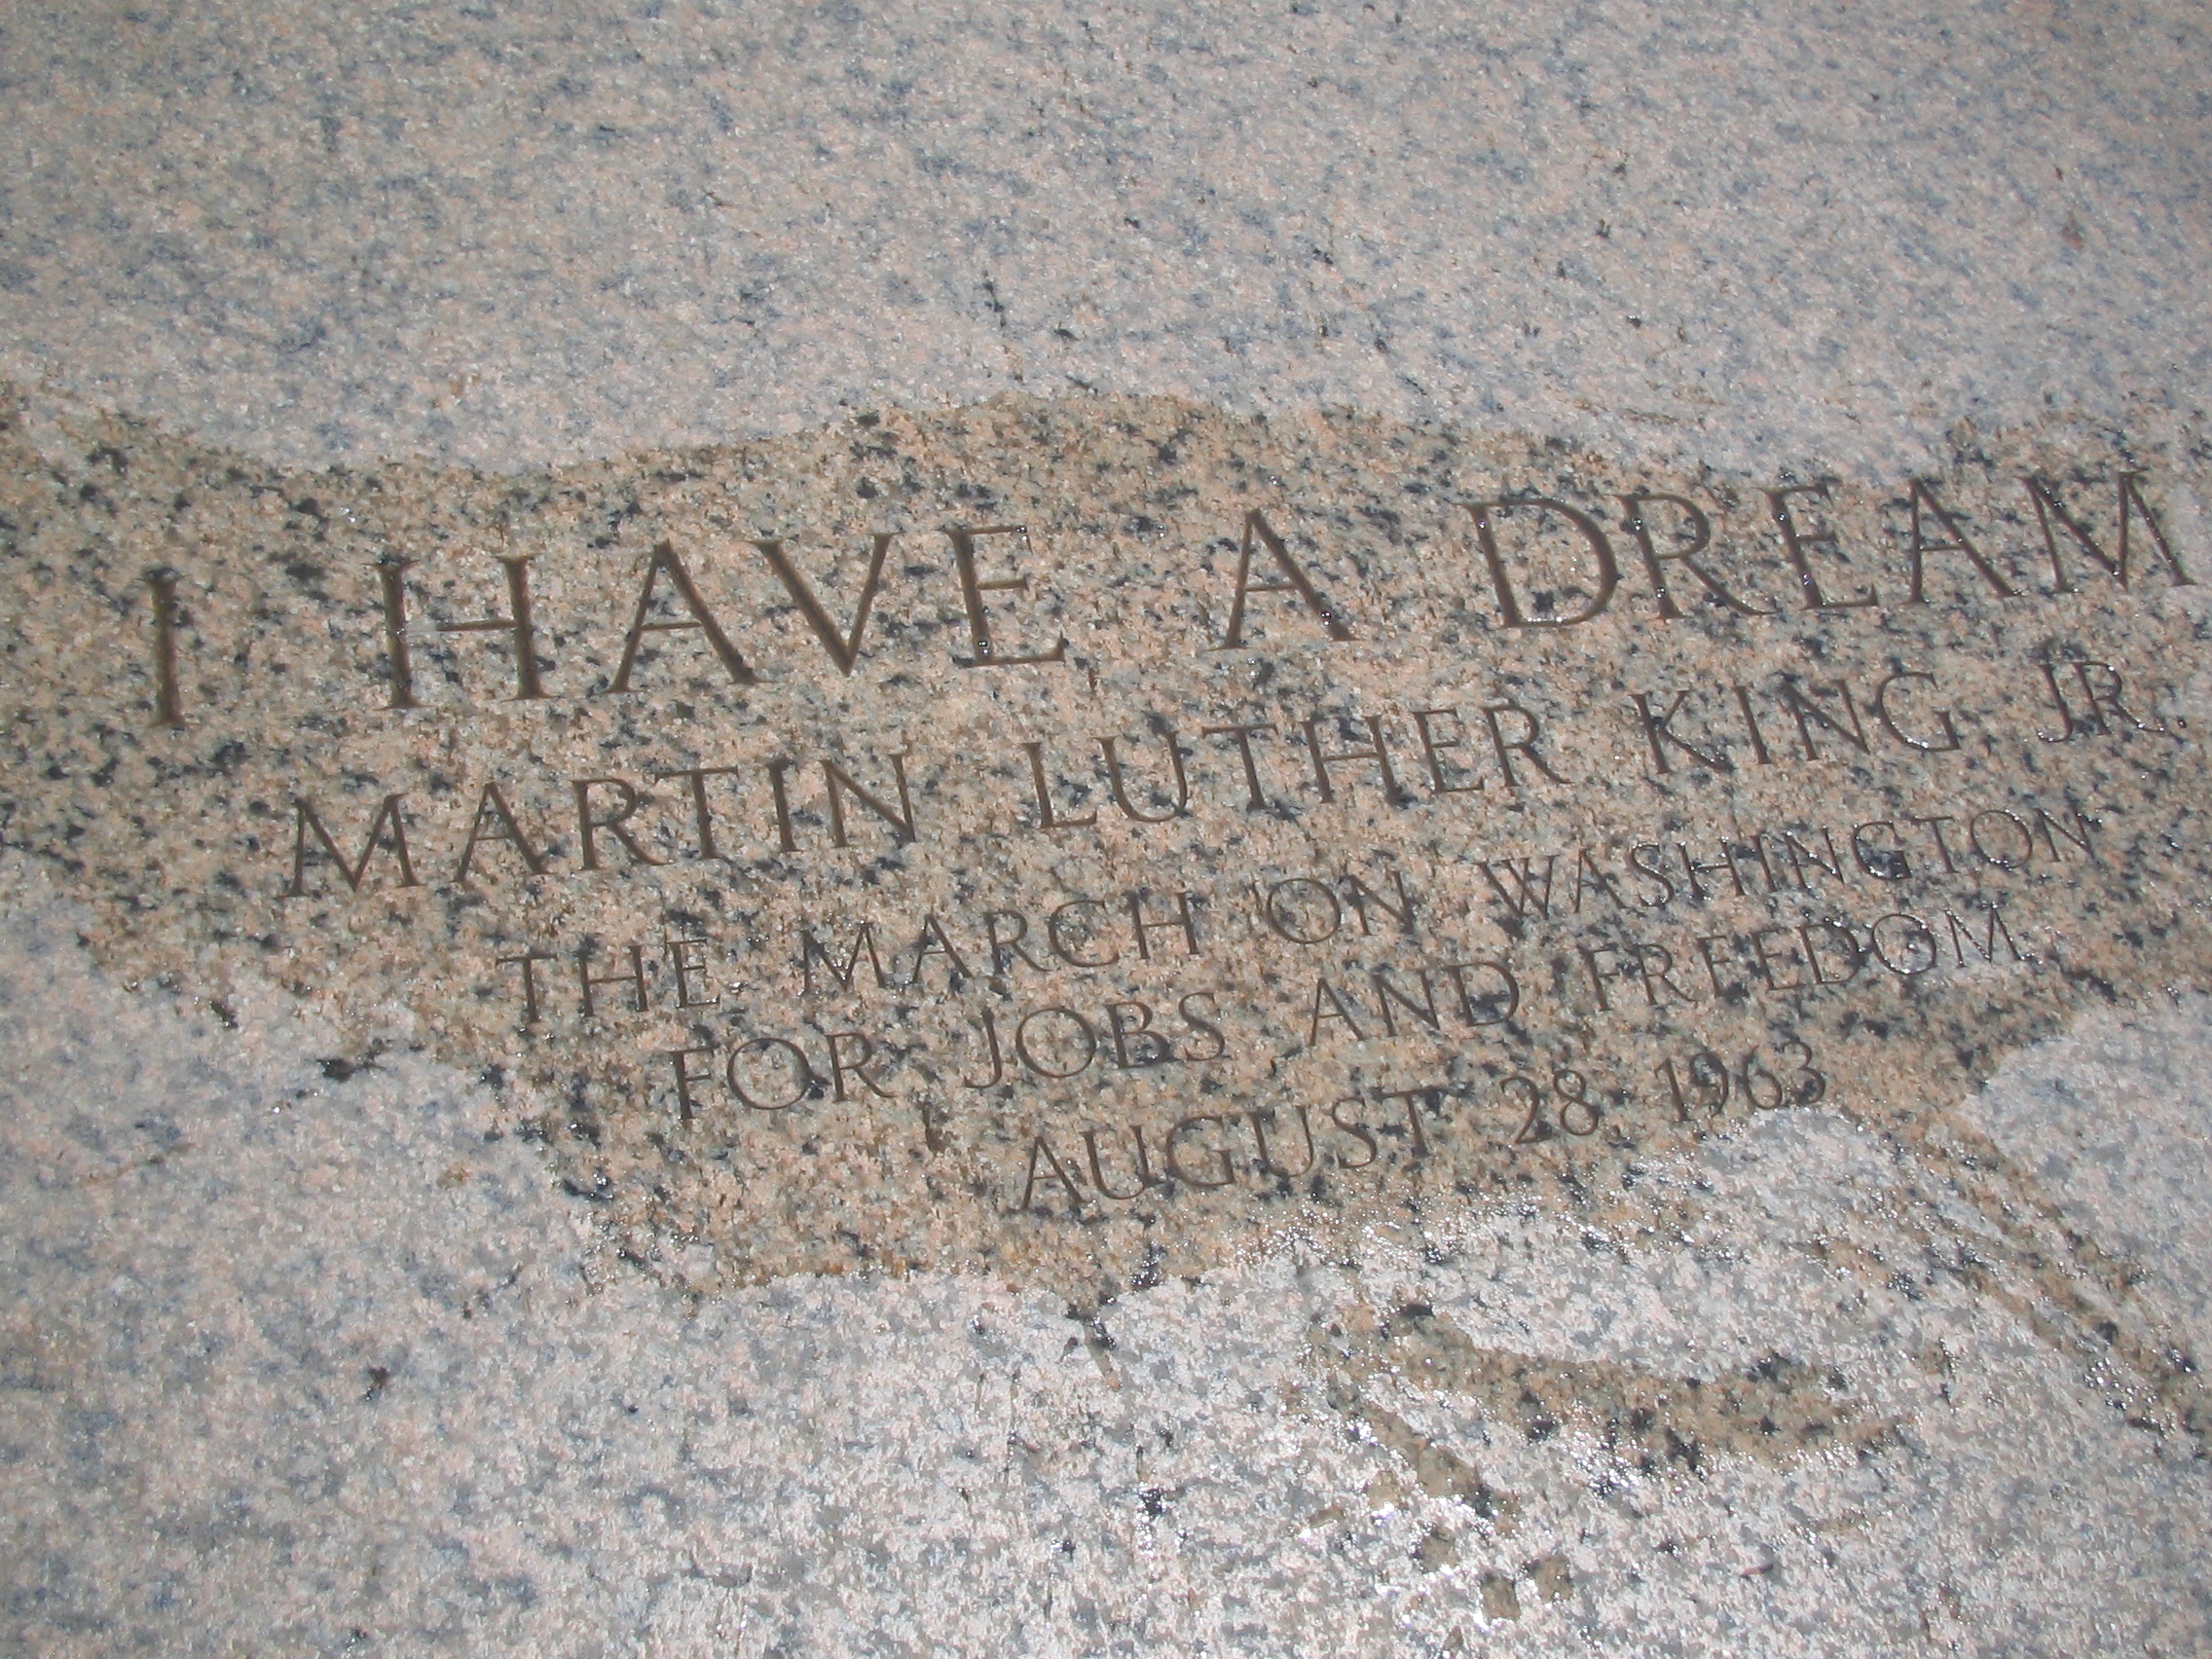 I HAVE A DREAM
MARTIN LUTHER KING, JR.
THE MARCH ON WASHINGTON
FOR JOBS AND FREEDOM
AUGUST 28 1963